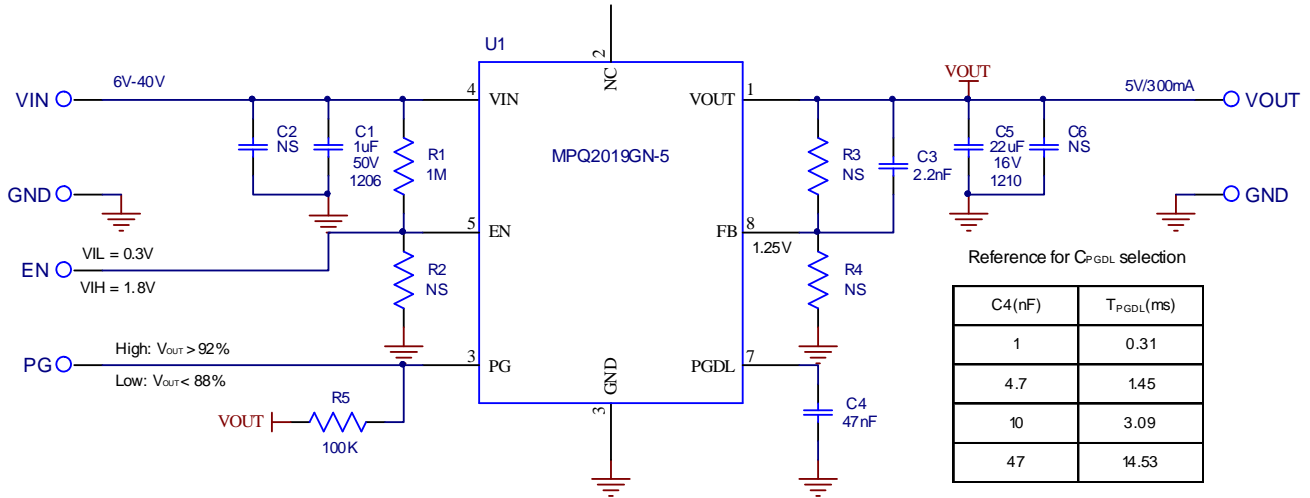 U1
6V-40V
VIN
4
VIN
2
NC
VOUT
1
VOUT
5V/300mA
VOUT
C2
NS
C1
1uF
50V
1206
R1
1M
MPQ2019GN-5
R3
NS
C3
2.2nF
C5
22uF
16V
1210
C6
NS
GND
GND
5
EN
FB
8
1.25V
VIL = 0.3V
EN
VIH = 1.8V
R2
NS
R4
NS
Reference for CPGDL selection
C4(nF) TPGDL(ms)
1 0.31
4.7 1.45
10 3.09
47 14.53
High: VOUT > 92%
PG
Low: VOUT < 88%
3
PG
GND
3
PGDL
7
R5
VOUT
100K
C4
47nF